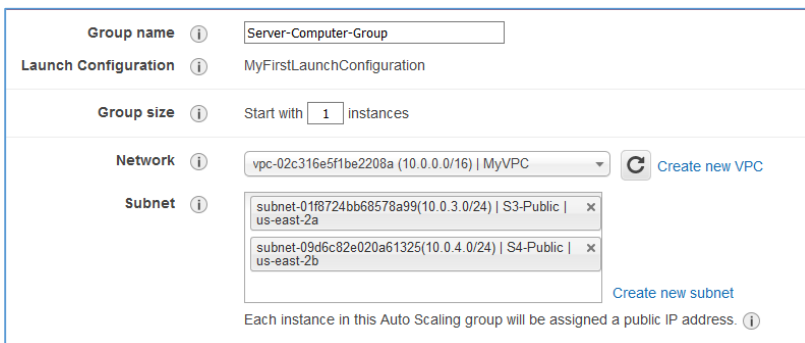 Group name Server-Computer-Group
Launch Configuration MyFirstLaunchConfiguration
Group size Start with 1 instances
Network vpc-02c316e5f1be2208a (10.0.0.0/16) | MyVPC Create new VPC
Subnet subnet-01f8724bb68578a99(10.0.3.0/24) | S3-Public |
us-east-2a
subnet-09d6c82e020a61325(10.0.4.0/24) | S4-Public |
us-east-2b
Create new subnet
Each instance in this Auto Scaling group will be assigned a public IP address.